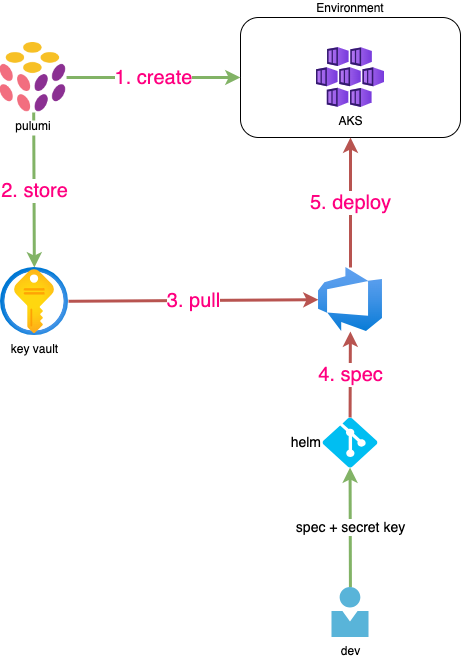 Environment
1. create
AKS
pulumi
2. store
5. deploy
3. pull
key vault
4. spec
helm
spec + secret key
dev